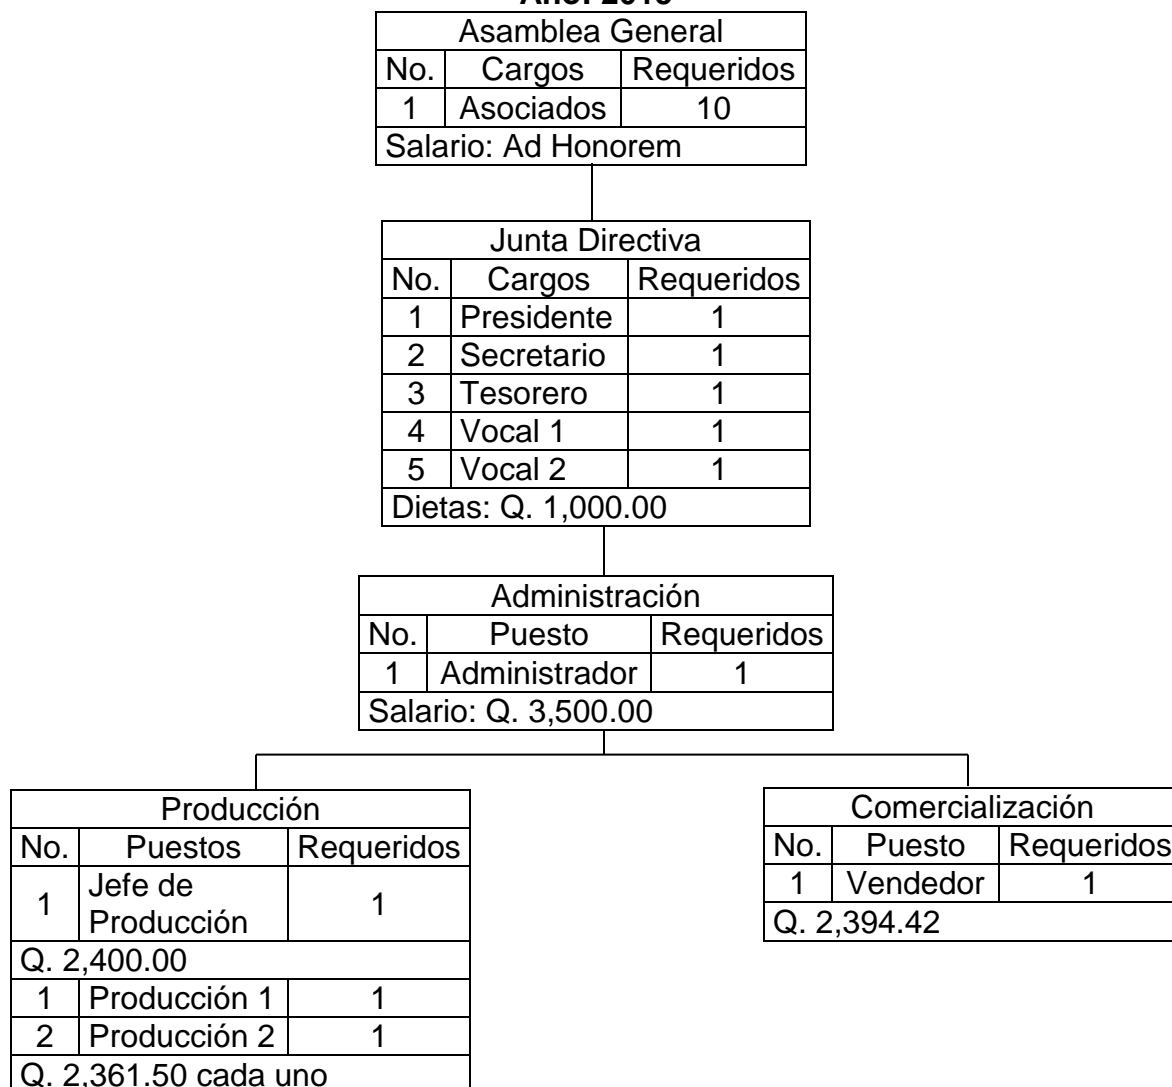 Asamblea General
No. Cargos Requeridos
1 Asociados 10
Salario: Ad Honorem
Junta Directiva
No. Cargos Requeridos
1 Presidente 1
2 Secretario 1
3 Tesorero 1
4 Vocal 1 1
5 Vocal 2 1
Dietas: Q. 1,000.00
Administración
No. Puesto Requeridos
1 Administrador 1
Salario: Q. 3,500.00
Producción
No. Puestos Requeridos
1 Jefe de Producción 1
Q. 2,400.00
1 Producción 1 1
2 Producción 2 1
Q. 2,361.50 cada uno
Comercialización
No. Puesto Requeridos
1 Vendedor 1
Q. 2,394.42